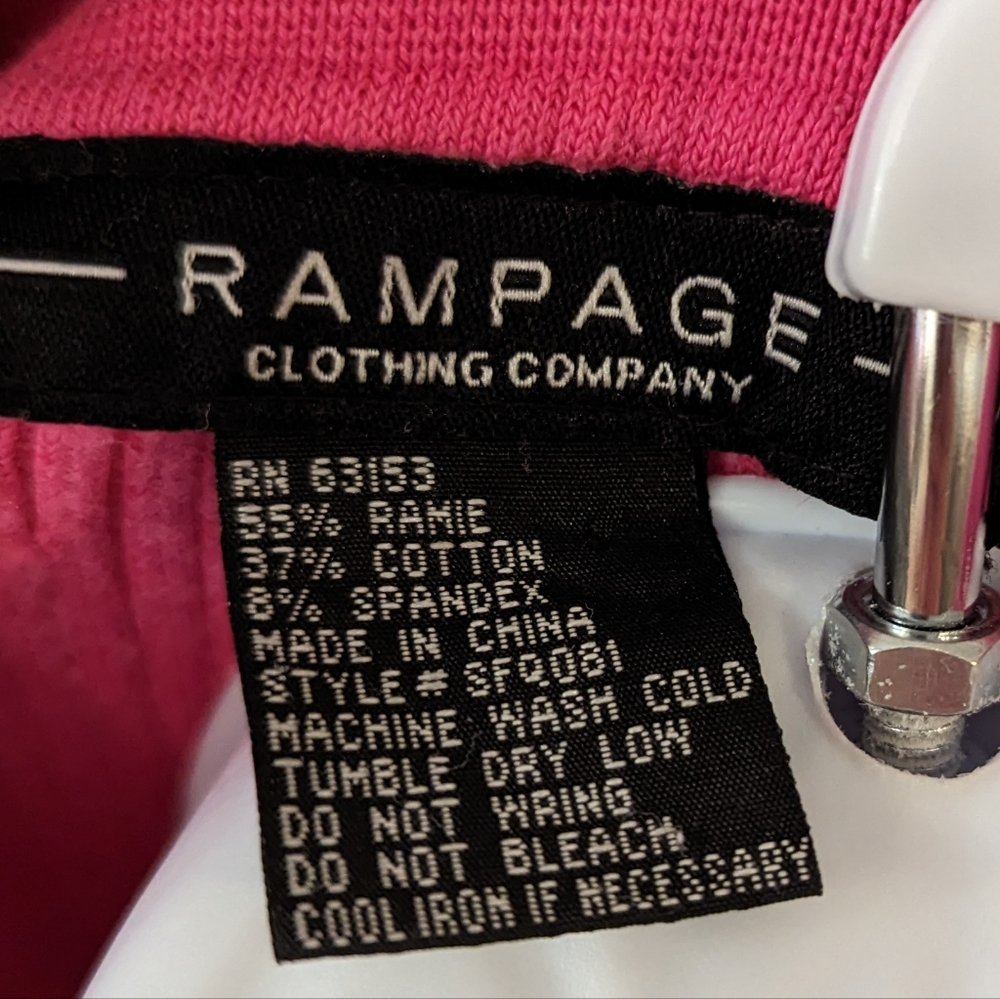 RAMPAGE
CLOTHING COMPANY
RN 63153
55% RAMIE
37% COTTON
8% SPANDEX
MADE IN CHINA
STYLE# SFQ081
MACHINE WASH COLD
TUMBLE DRY LOW
DO NOT WRING
DO NOT BLEACH
COOL IRON IF NECESSARY